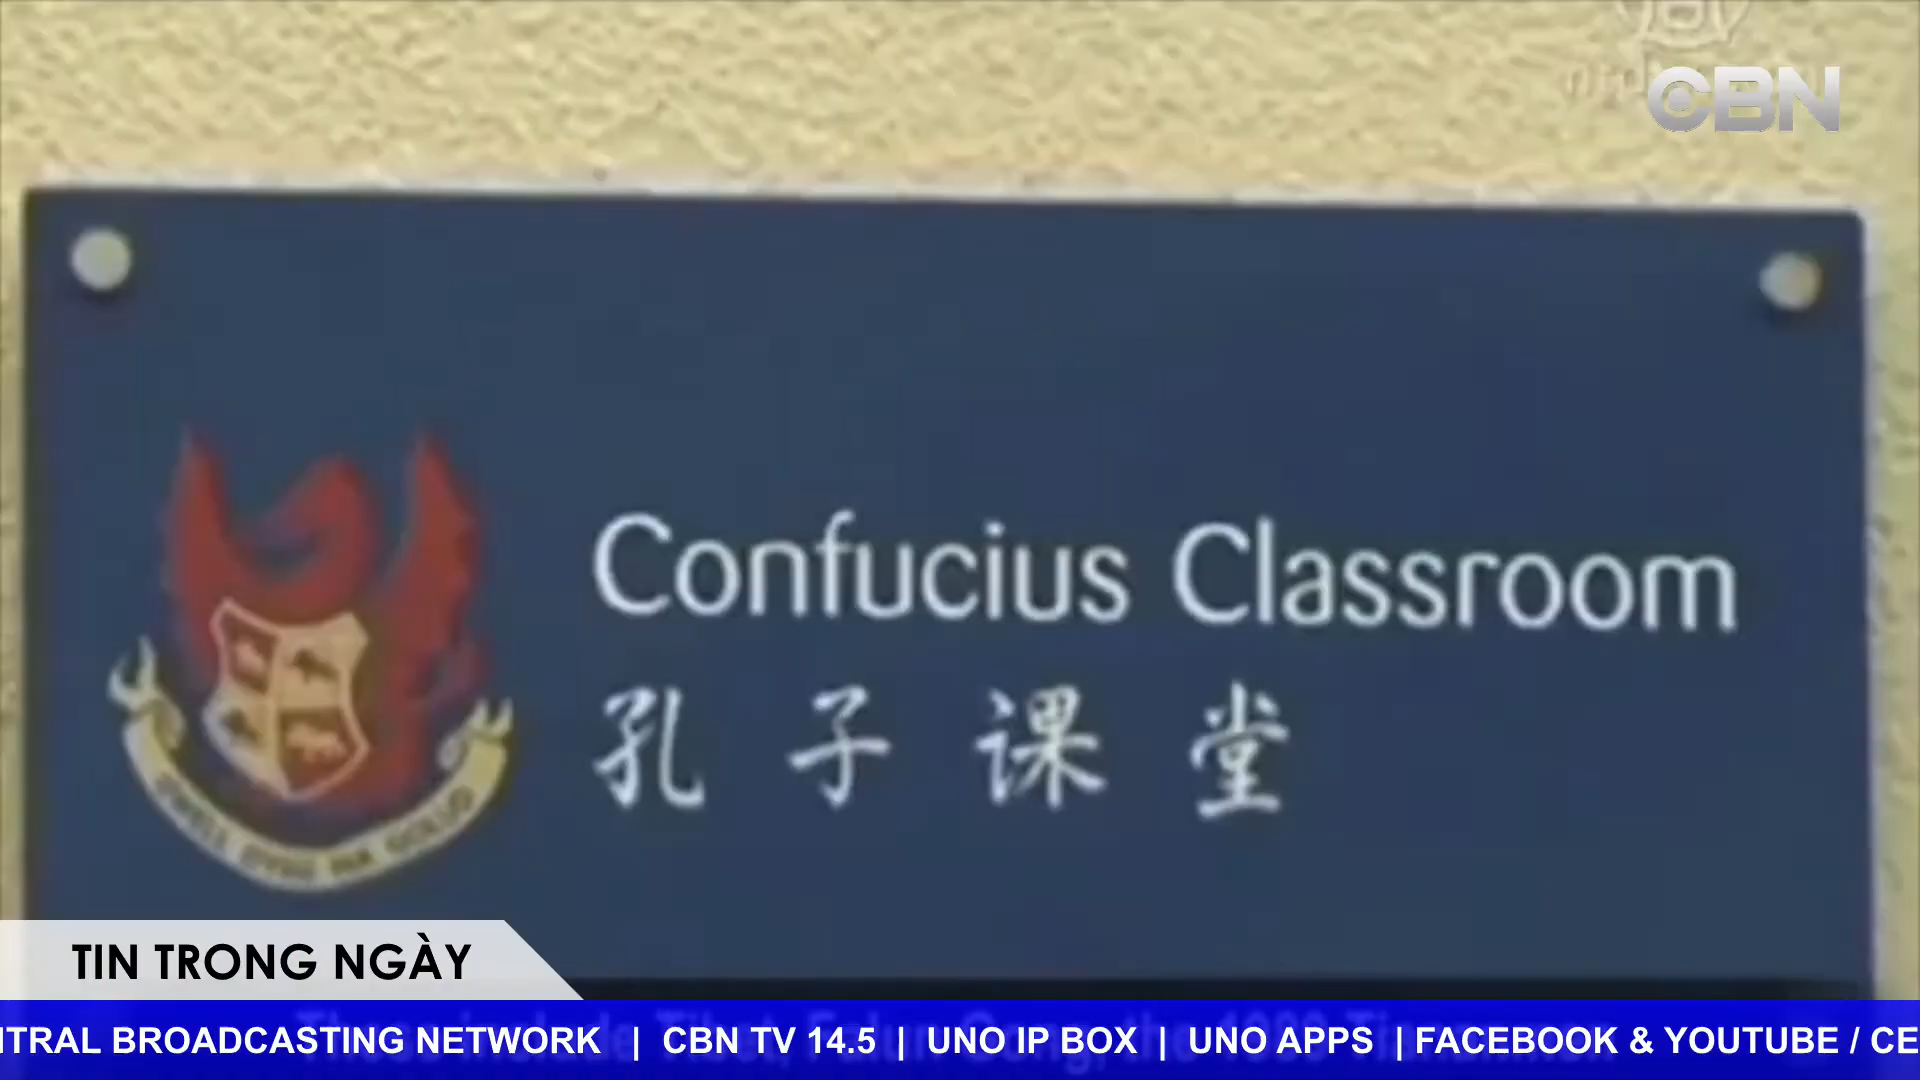 CBN
Confucius Classroom
孔子课堂
TIN TRONG NGÀY
NTRAL BROADCASTING NETWORK | CBN TV 14.5 | UNO IP BOX | UNO APPS | FACEBOOK & YOUTUBE / CE